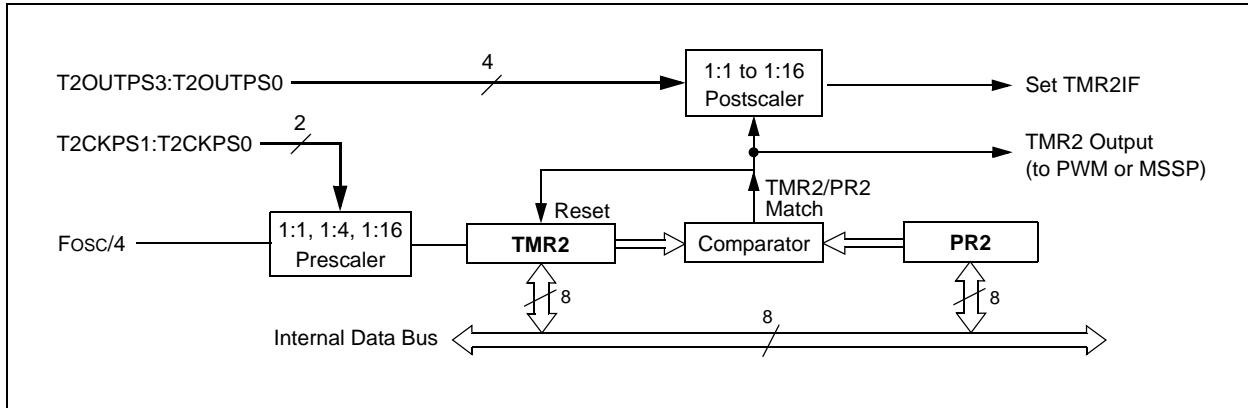 T2OUTPS3:T2OUTPS0
4
1:1 to 1:16
Postscaler
Set TMR2IF
T2CKPS1:T2CKPS0
2
TMR2 Output
(to PWM or MSSP)
TMR2/PR2
Match
Reset
FOSC/4
1:1, 1:4, 1:16
Prescaler
TMR2
Comparator
PR2
8
8
Internal Data Bus
8